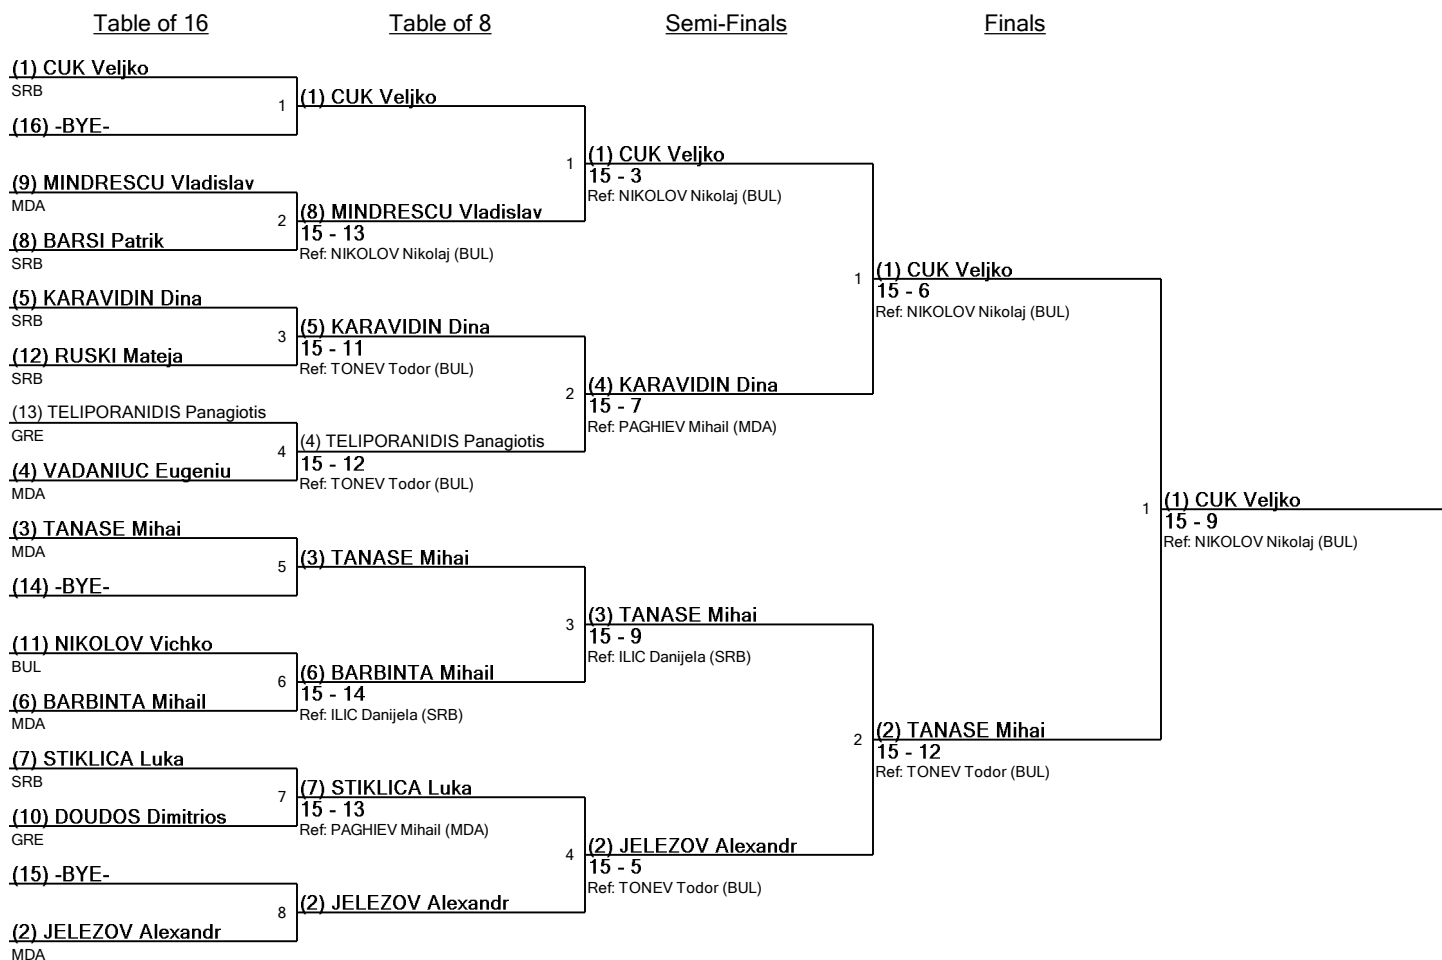 Table of 16
Table of 8
Semi-Finals
Finals
(1) CUK Veljko
SRB
1
(16) -BYE-
(9) MINDRESCU Vladislav
MDA
2
(8) BARSI Patrik
SRB
(5) KARAVIDIN Dina
SRB
3
(12) RUSKI Mateja
SRB
(13) TELIPORANIDIS Panagiotis
GRE
4
(4) VADANIUC Eugeniu
MDA
(3) TANASE Mihai
MDA
5
(14) -BYE-
(11) NIKOLOV Vichko
BUL
6
(6) BARBINTA Mihail
MDA
(7) STIKLICA Luka
SRB
7
(10) DOUDOS Dimitrios
GRE
(15) -BYE-
8
(2) JELEZOV Alexandr
MDA
(1) CUK Veljko
1
(8) MINDRESCU Vladislav
15 - 13
Ref: NIKOLOV Nikolaj (BUL)
(5) KARAVIDIN Dina
15 - 11
Ref: TONEV Todor (BUL)
2
(4) TELIPORANIDIS Panagiotis
15 - 12
Ref: TONEV Todor (BUL)
(3) TANASE Mihai
3
(6) BARBINTA Mihail
15 - 14
Ref: ILIC Danijela (SRB)
(7) STIKLICA Luka
15 - 13
Ref: PAGHIEV Mihail (MDA)
4
(2) JELEZOV Alexandr
(1) CUK Veljko
15 - 3
Ref: NIKOLOV Nikolaj (BUL)
1
(4) KARAVIDIN Dina
15 - 7
Ref: PAGHIEV Mihail (MDA)
(3) TANASE Mihai
15 - 9
Ref: ILIC Danijela (SRB)
2
(2) JELEZOV Alexandr
15 - 5
Ref: TONEV Todor (BUL)
(1) CUK Veljko
15 - 6
Ref: NIKOLOV Nikolaj (BUL)
1
(2) TANASE Mihai
15 - 12
Ref: TONEV Todor (BUL)
(1) CUK Veljko
15 - 9
Ref: NIKOLOV Nikolaj (BUL)